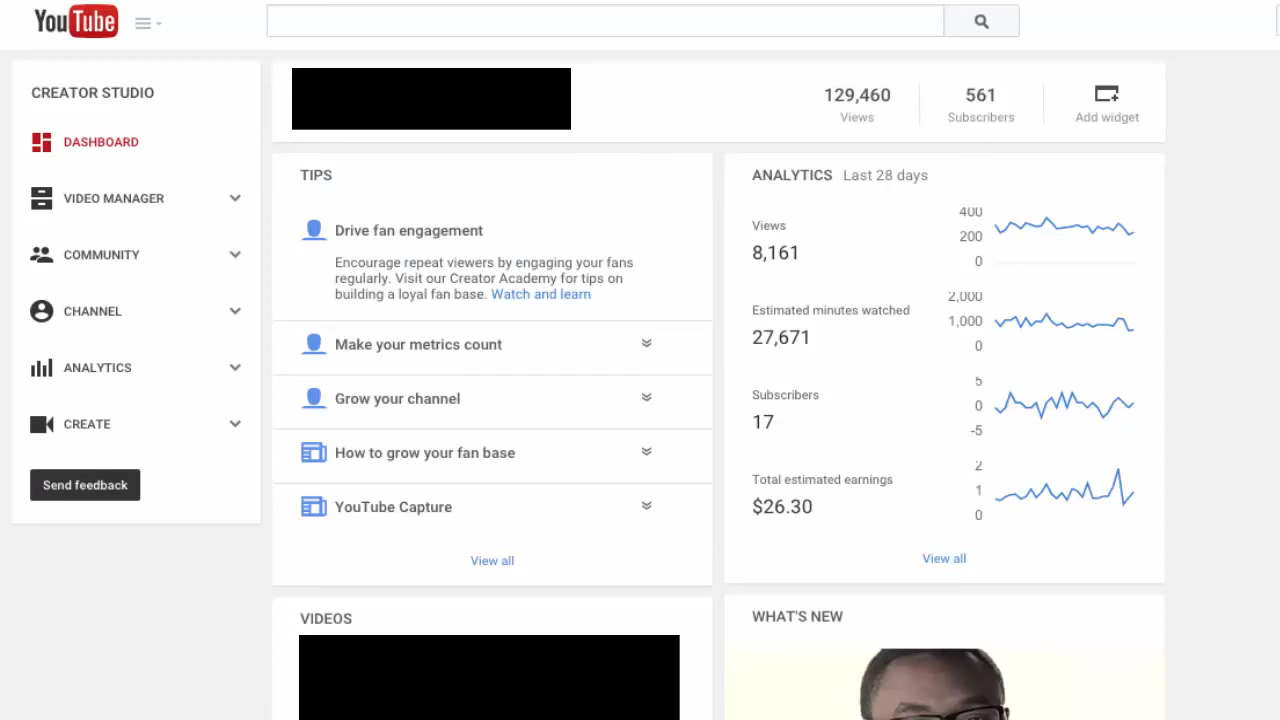 YouTube
CREATOR STUDIO
DASHBOARD
VIDEO MANAGER
COMMUNITY
CHANNEL
ANALYTICS
CREATE
Send feedback
129,460
Views
561
Subscribers
Add widget
TIPS
Drive fan engagement
Encourage repeat viewers by engaging your fans
regularly. Visit our Creator Academy for tips on
building a loyal fan base. Watch and learn
Make your metrics count
Grow your channel
How to grow your fan base
YouTube Capture
View all
ANALYTICS Last 28 days
Views
8,161
400
200
0
Estimated minutes watched
27,671
2,000
1,000
0
Subscribers
17
5
0
-5
Total estimated earnings
$26.30
2
1
0
View all
VIDEOS
WHAT'S NEW